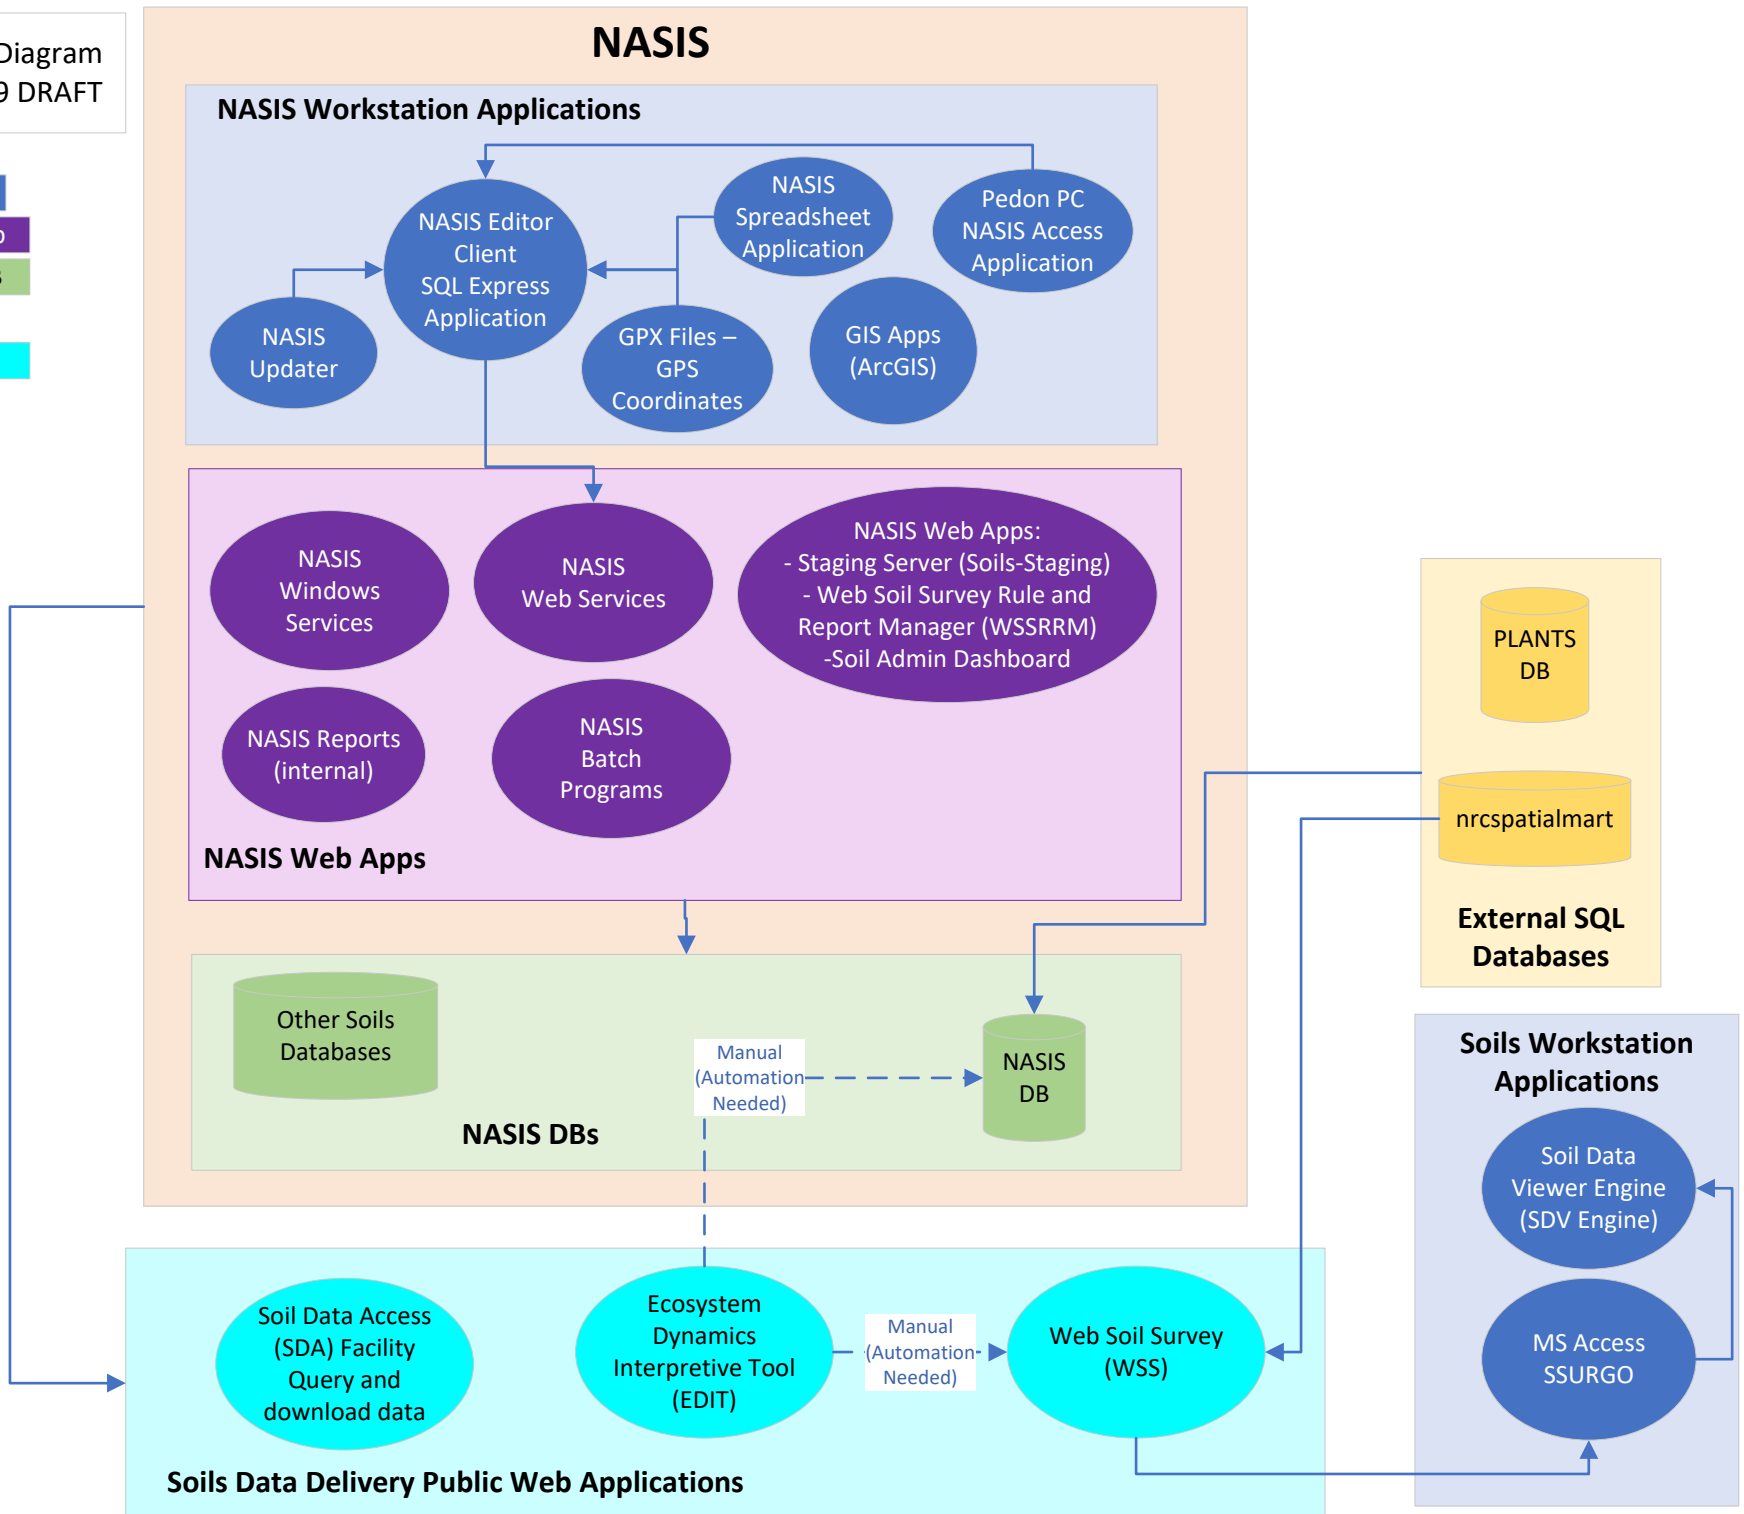 Diagram
9 DRAFT
NASIS
NASIS Workstation Applications
NASIS Editor
Client
SQL Express
Application
NASIS
Spreadsheet
Application
Pedon PC
NASIS Access
Application
NASIS
Updater
GPX Files –
GPS
Coordinates
GIS Apps
(ArcGIS)
NASIS
Windows
Services
NASIS
Web Services
NASIS Web Apps:
- Staging Server (Soils-Staging)
- Web Soil Survey Rule and
Report Manager (WSSRRM)
-Soil Admin Dashboard
NASIS Reports
(internal)
NASIS
Batch
Programs
NASIS Web Apps
PLANTS
DB
nrcspatialmart
External SQL
Databases
Other Soils
Databases
Manual
(Automation
Needed)
NASIS
DB
NASIS DBs
Soils Workstation
Applications
Soil Data
Viewer Engine
(SDV Engine)
MS Access
SSURGO
Soil Data Access
(SDA) Facility
Query and
download data
Ecosystem
Dynamics
Interpretive Tool
(EDIT)
Manual
(Automation
Needed)
Web Soil Survey
(WSS)
Soils Data Delivery Public Web Applications